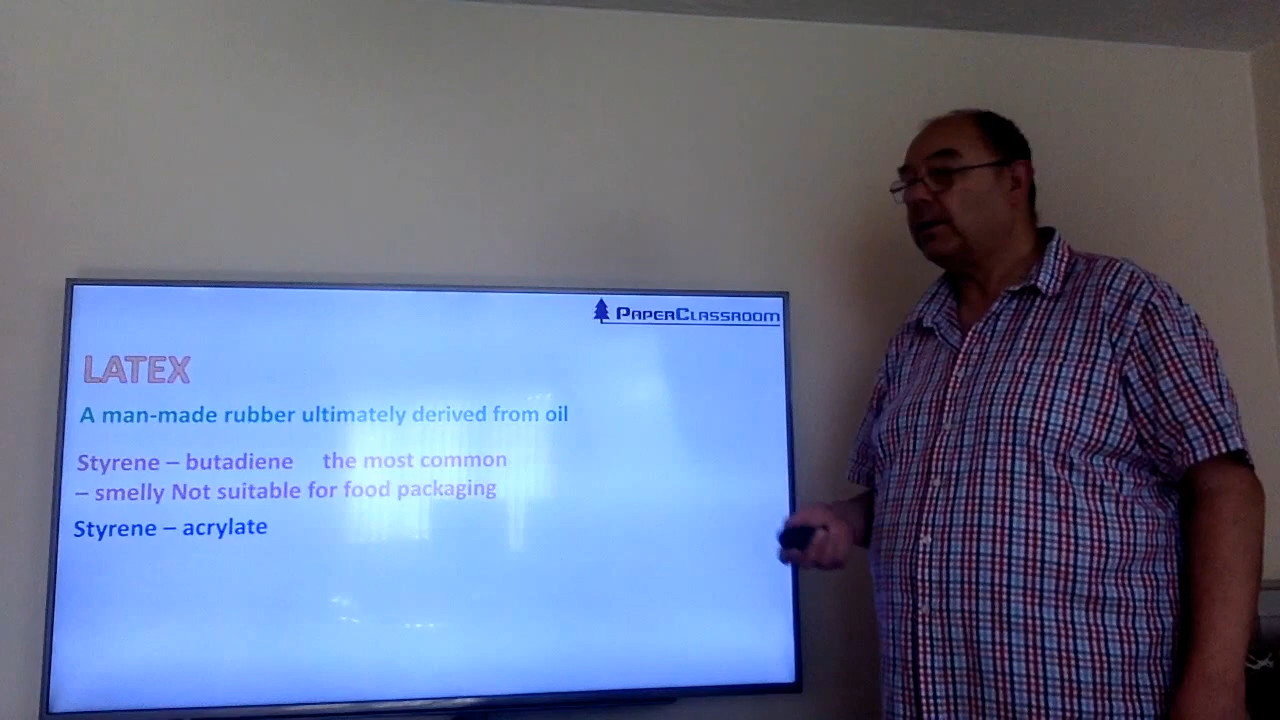 PAPERCLASSROOM
LATEX
A man-made rubber ultimately derived from oil
Styrene – butadiene the most common
– smelly Not suitable for food packaging
Styrene – acrylate